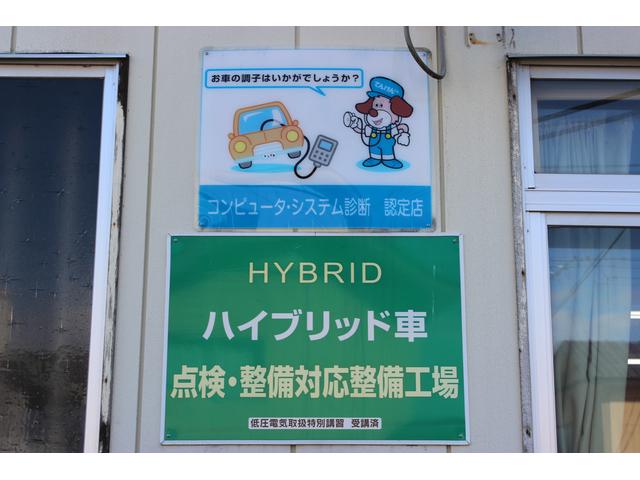 お車の調子はいかがでしょうか?
コンピュータ・システム診断 認定店
HYBRID
ハイブリッド車
点検・整備対応整備工場
低圧電気取扱特別講習 受講済